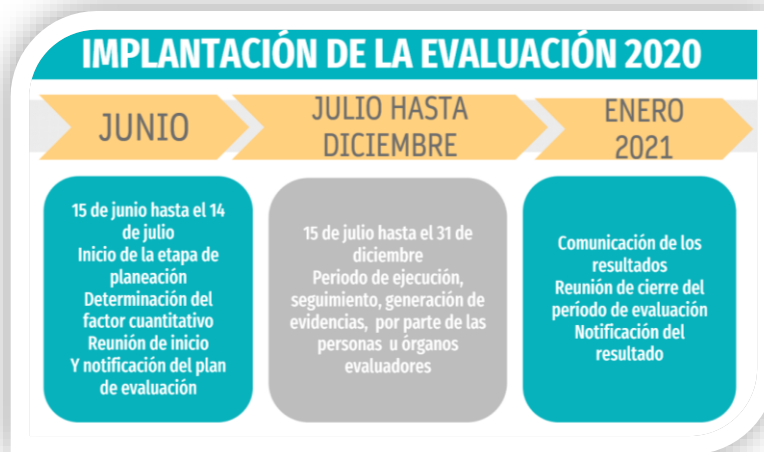 IMPLANTACIÓN DE LA EVALUACIÓN 2020
JUNIO
JULIO HASTA
DICIEMBRE
ENERO
2021
15 de junio hasta el 14
de julio
Inicio de la etapa de
planeación
Determinación del
factor cuantitativo
Reunión de inicio
Y notificación del plan
de evaluación
15 de julio hasta el 31 de
diciembre
Periodo de ejecución,
seguimiento, generación de
evidencias, por parte de las
personas u órganos
evaluadores
Comunicación de los
resultados
Reunión de cierre del
período de evaluación
Notificación del
resultado